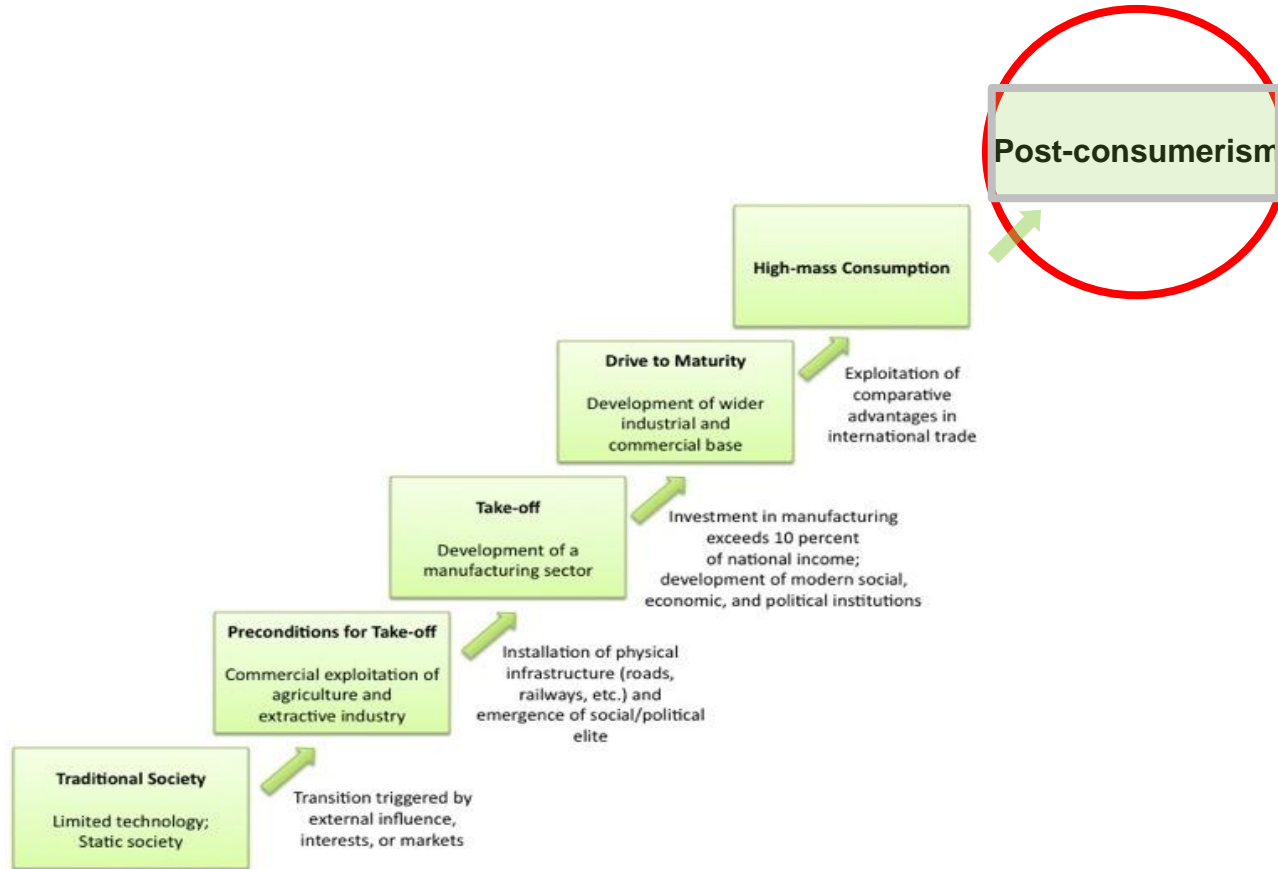 Post-consumerism
High-mass Consumption
Drive to Maturity
Development of wider
industrial and
commercial base
Exploitation of
comparative
advantages in
international trade
Take-off
Development of a
manufacturing sector
Investment in manufacturing
exceeds 10 percent
of national income;
development of modern social,
economic, and political institutions
Preconditions for Take-off
Commercial exploitation of
agriculture and
extractive industry
Installation of physical
infrastructure (roads,
railways, etc.) and
emergence of social/political
elite
Traditional Society
Limited technology;
Static society
Transition triggered by
external influence,
interests, or markets